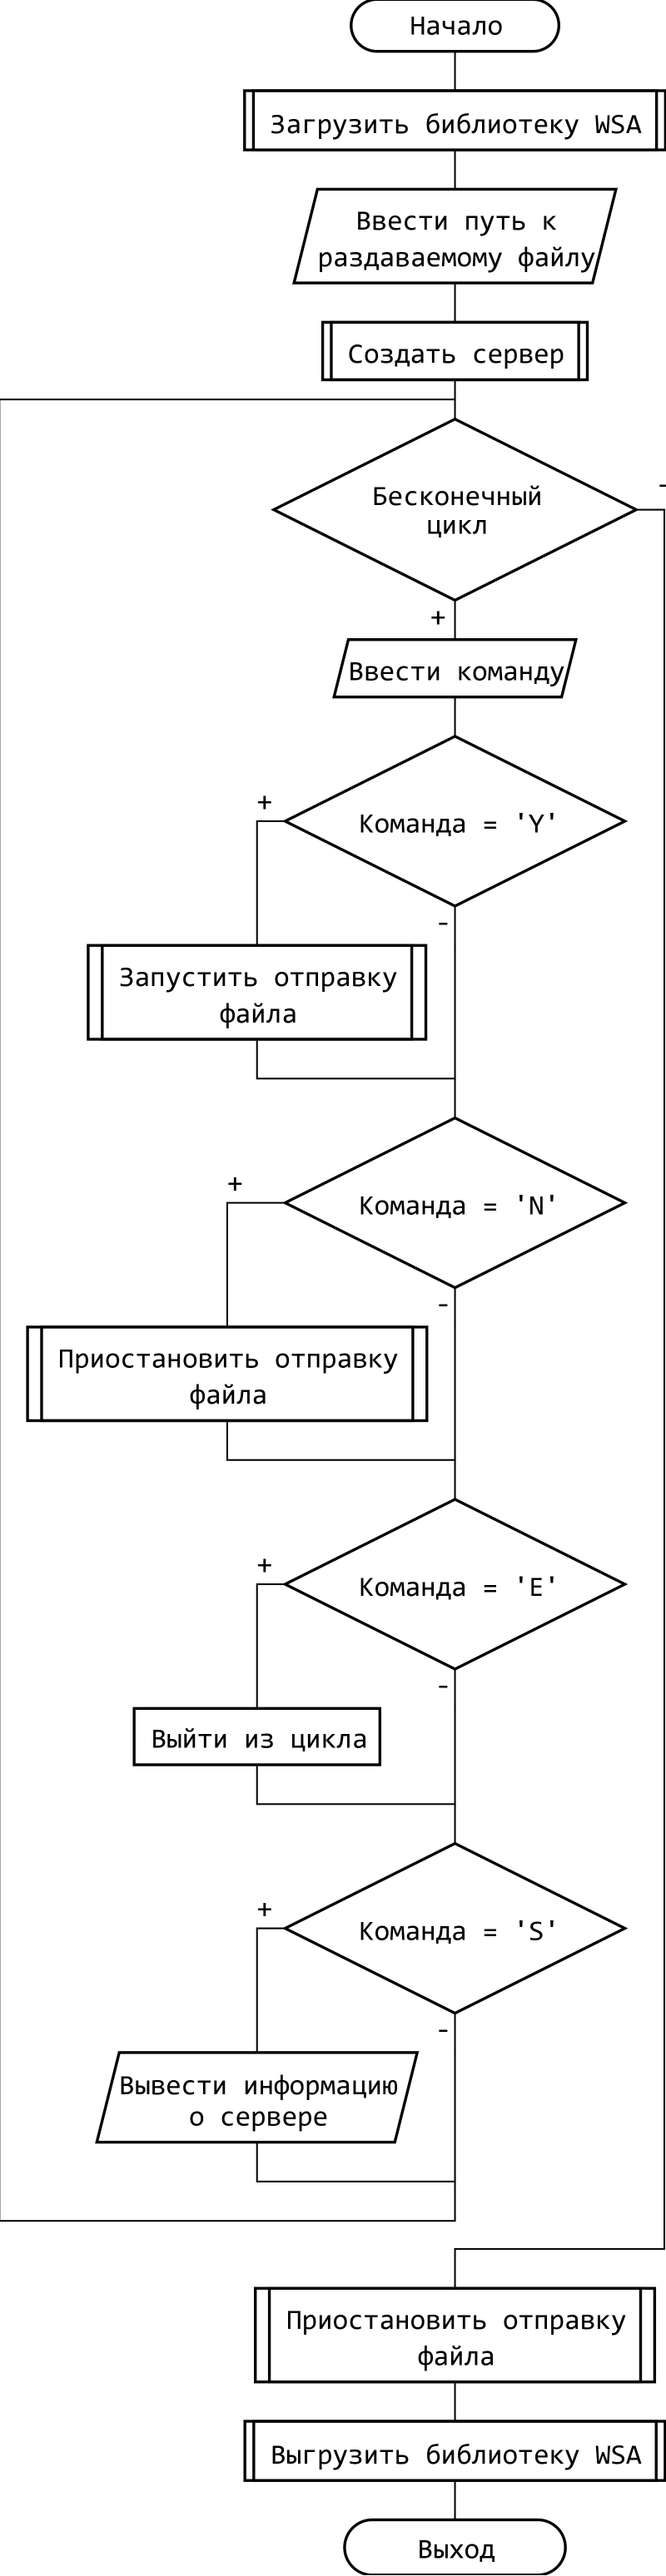 Начало
Загрузить библиотеку WSA
Ввести путь к
раздаваемому файлу
Создать сервер
-
Бесконечный
цикл
+
Ввести команду
+
Команда = 'Y'
-
Запустить отправку
файла
+
Команда = 'N'
-
Приостановить отправку
файла
+
Команда = 'E'
-
Выйти из цикла
+
Команда = 'S'
-
Вывести информацию
о сервере
Приостановить отправку
файла
Выгрузить библиотеку WSA
Выход